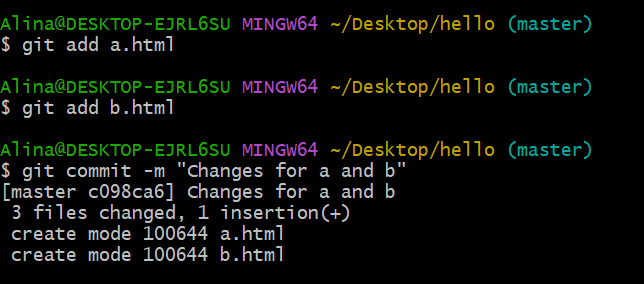 Alina@DESKTOP-EJRL6SU MINGW64 ~/Desktop/hello (master)
$ git add a.html
Alina@DESKTOP-EJRL6SU MINGW64 ~/Desktop/hello (master)
$ git add b.html
Alina@DESKTOP-EJRL6SU MINGW64 ~/Desktop/hello (master)
$ git commit -m "Changes for a and b"
[master c098ca6] Changes for a and b
 3 files changed, 1 insertion(+)
 create mode 100644 a.html
 create mode 100644 b.html